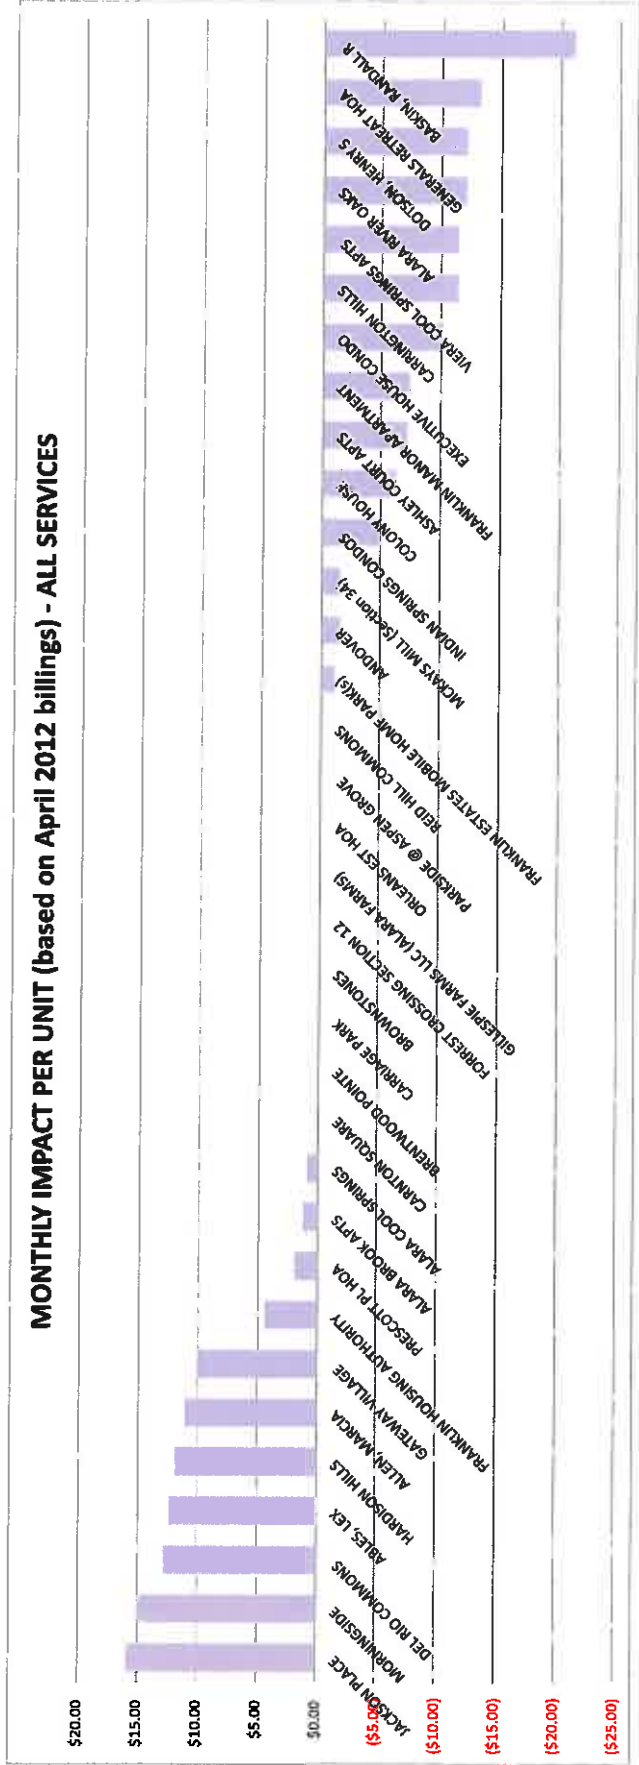 MONTHLY IMPACT PER UNIT (based on April 2012 billings) - ALL SERVICES
$20.00
$15.00
$10.00
$5.00
$0.00
($5.00)
($10.00)
($15.00)
($20.00)
($25.00)
JACKSON PLACE
MORNINGSIDE
DEL RIO COMMONS
ABLES, LEX
HARDISON HILLS
ALLEN, MARCIA
GATEWAY VILLAGE
FRANKLIN HOUSING AUTHORITY
PRESCOTT PL HOA
ALARA BROOK APTS
ALARA COOL SPRINGS
CARNTON SQUARE
BRENTWOOD POINTE
CARRIAGE PARK
BROWNSTONES
FORREST CROSSING SECTION 12
GILLESPIE FARMS LLC (ALARA FARMS)
ORLEANS EST HOA
PARKSIDE @ ASPEN GROVE
REID HILL COMMONS
FRANKLIN ESTATES MOBILE HOME PARK(S)
ANDOVER
MCKAYS MILL (Section 34)
INDIAN SPRINGS CONDOS
COLONY HOUSE
ASHLEY COURT APTS
FRANKLIN MANOR APARTMENT
EXECUTIVE HOUSE CONDO
CARRINGTON HILLS
VIERA COOL SPRINGS APTS
ALARA RIVER OAKS
DOTSON, HENRY S
GENERALS RETREAT HOA
BASKIN, RANDALL R